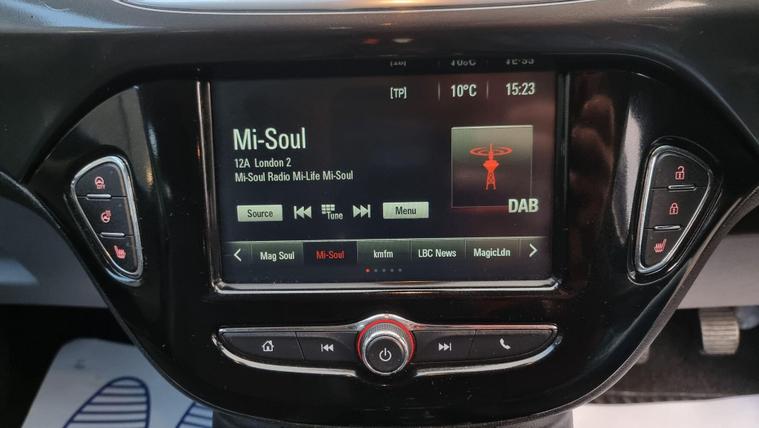 [TP] 10°C 15:23
Mi-Soul
12A London 2
Mi-Soul Radio Mi-Life Mi-Soul
Source Tune Menu
DAB
Mag Soul Mi-Soul kmfm LBC News MagicLdn
CITY